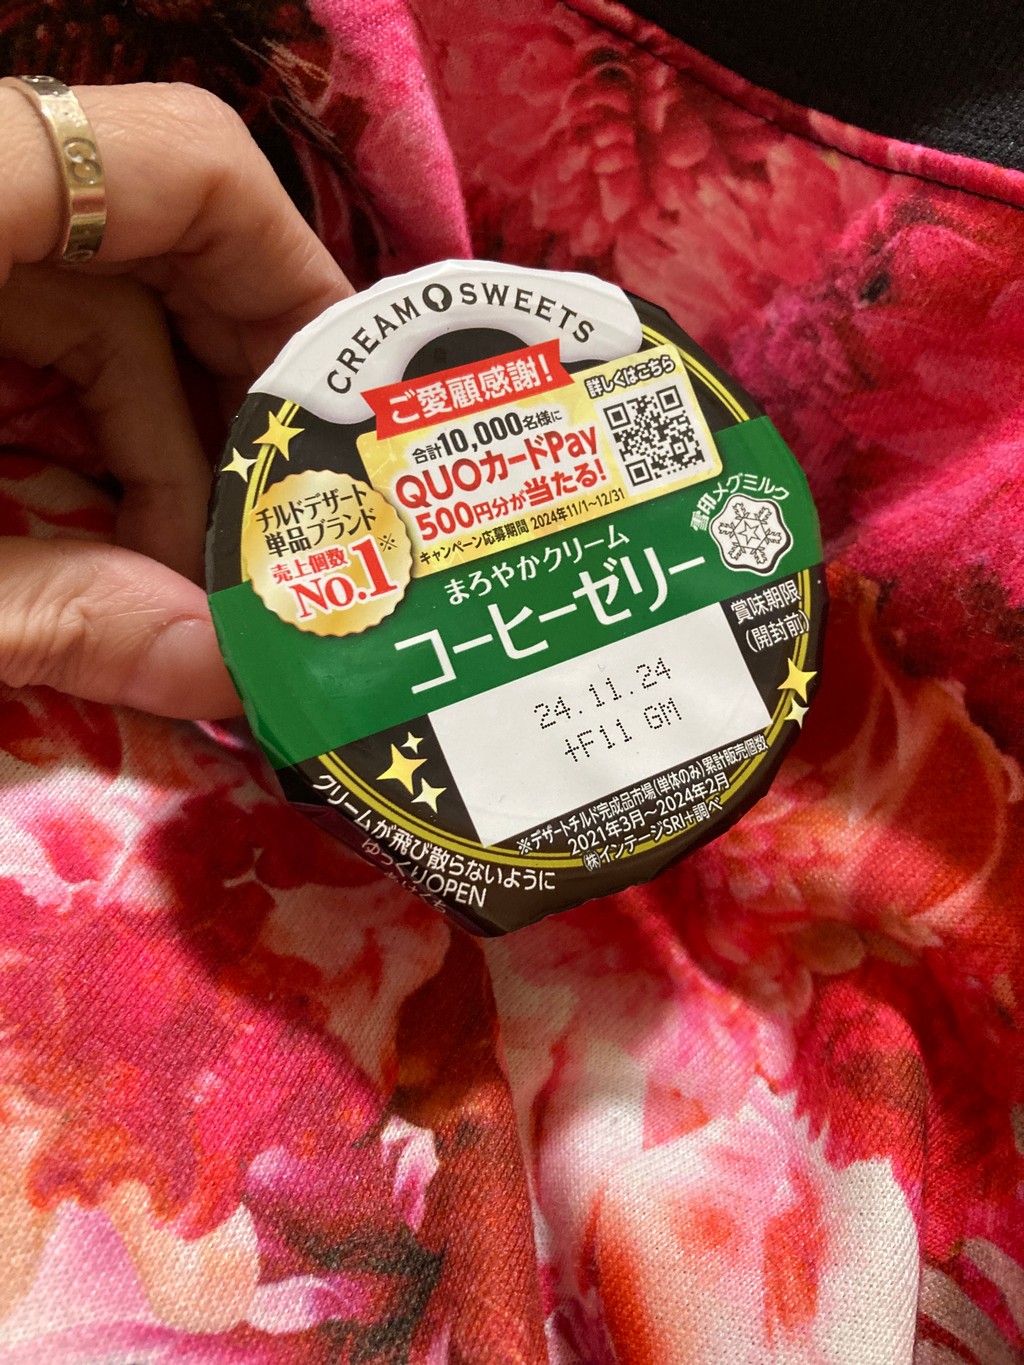 CREAM SWEETS
ご愛顧感謝!
詳しくはこちら
合計10,000名様に
QUOカードPay
500円分が当たる!
キャンペーン応募期間 2024年11/1~12/31
チルドデザート
単品ブランド
売上個数
No.1※
雪印メグミルク
まろやかクリーム
コーヒーゼリー
賞味期限
(開封前)
24.11.24
+F11 GM
※デザートチルド完成品市場(単体のみ)累計販売個数
2021年3月~2024年2月
(株)インテージSRI+調べ
クリームが飛び散らないように
ゆっくりOPEN